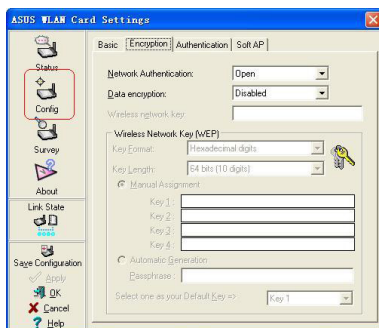 ASUS WLAN Card Settings
Status
Config
Survey
About
Link State
Save Configuration
Apply
OK
Cancel
Help
Basic Encryption Authentication Soft AP
Network Authentication: Open
Data encryption: Disabled
Wireless network key:
Wireless Network Key (WEP)
Key Format: Hexadecimal digits
Key Length: 64 bits (10 digits)
Manual Assignment
Key 1:
Key 2:
Key 3:
Key 4:
Automatic Generation
Passphrase:
Select one as your Default Key => Key 1